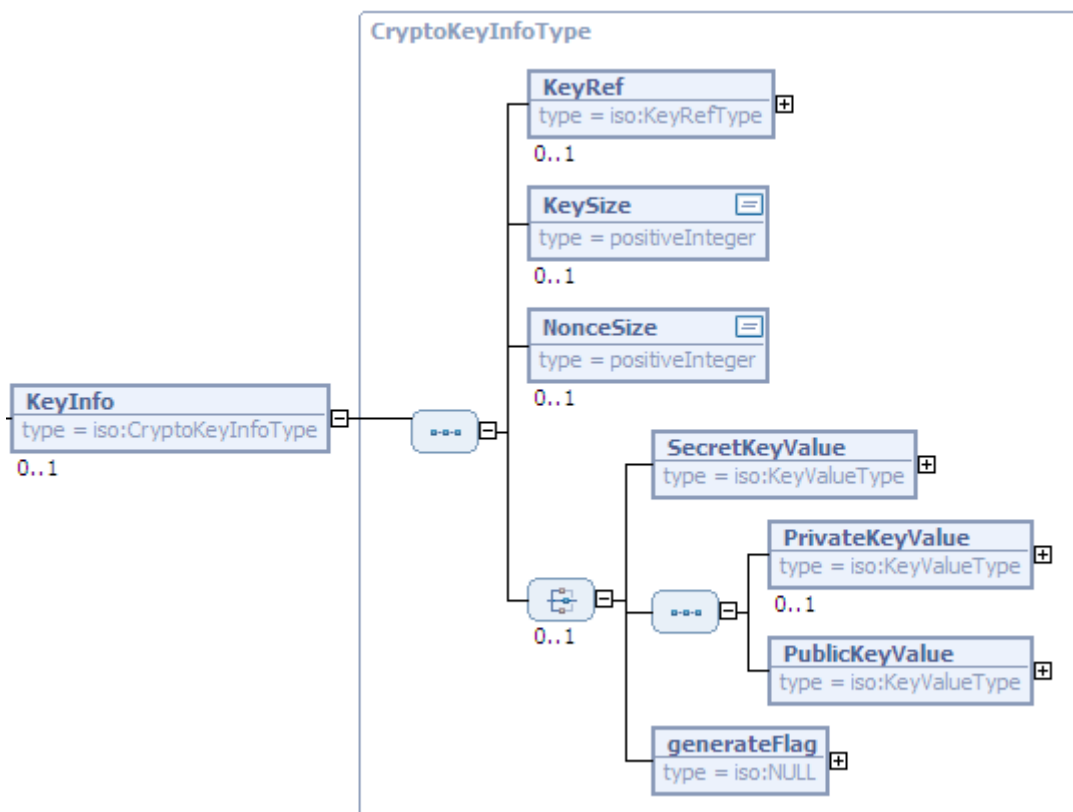 CryptoKeyInfoType
KeyRef
type = iso:KeyRefType
0..1
KeySize
type = positiveInteger
0..1
NonceSize
type = positiveInteger
0..1
KeyInfo
type = iso:CryptoKeyInfoType
0..1
SecretKeyValue
type = iso:KeyValueType
PrivateKeyValue
type = iso:KeyValueType
0..1
0..1
PublicKeyValue
type = iso:KeyValueType
generateFlag
type = iso:NULL